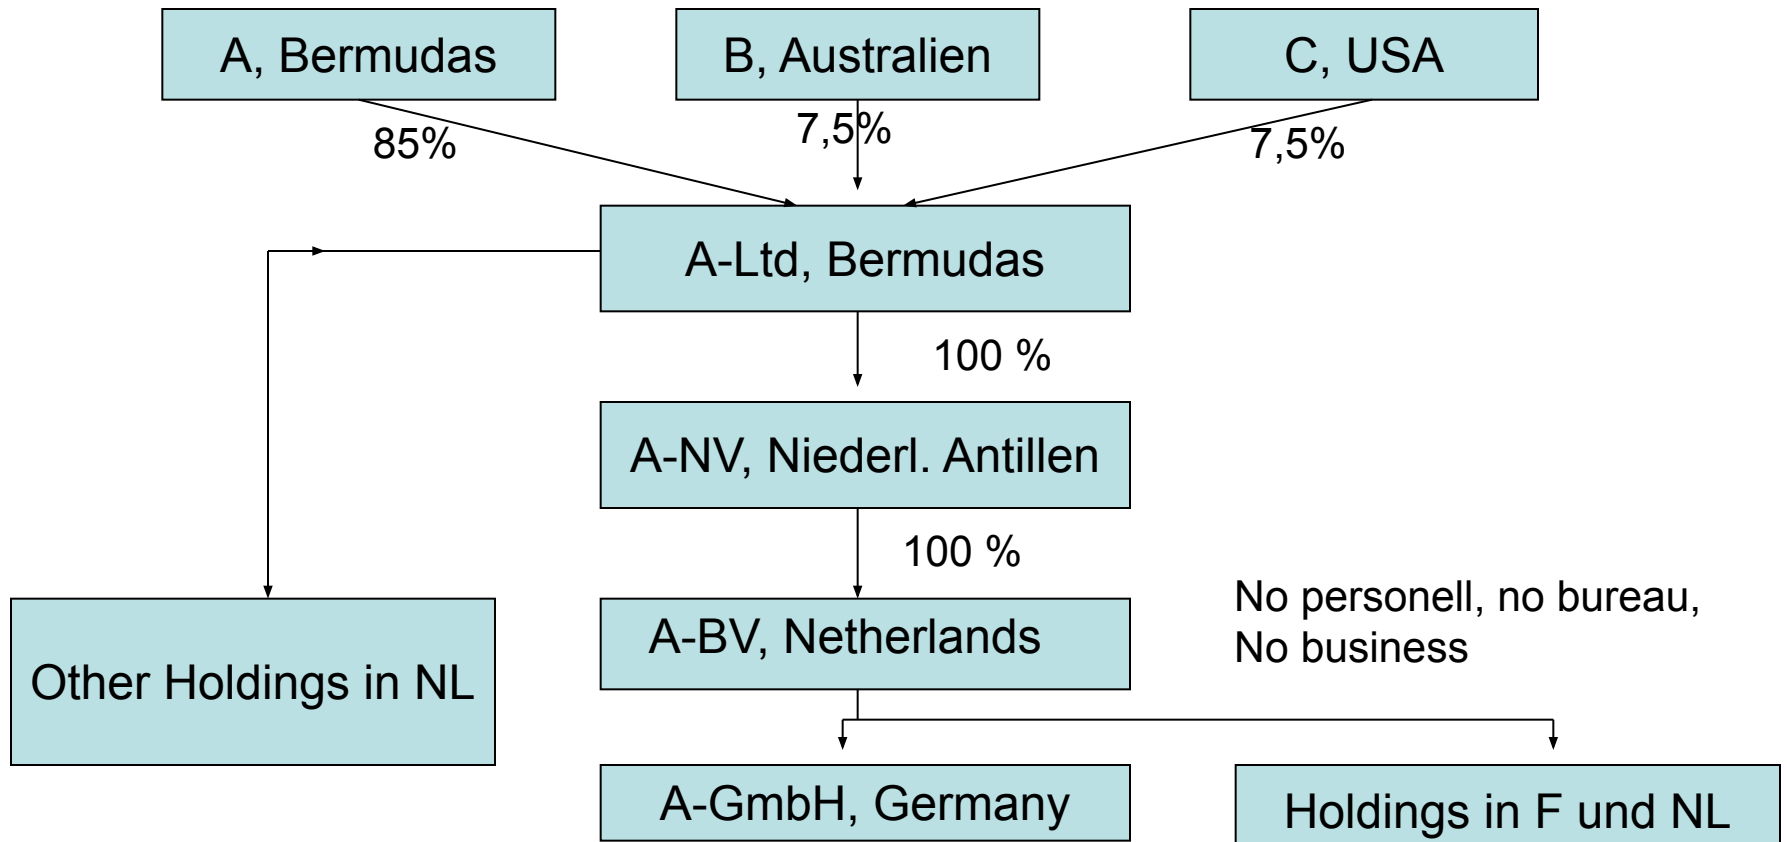 A, Bermudas
B, Australien
C, USA
85%
7,5%
7,5%
A-Ltd, Bermudas
100 %
A-NV, Niederl. Antillen
100 %
No personell, no bureau,
No business
A-BV, Netherlands
Other Holdings in NL
A-GmbH, Germany
Holdings in F und NL